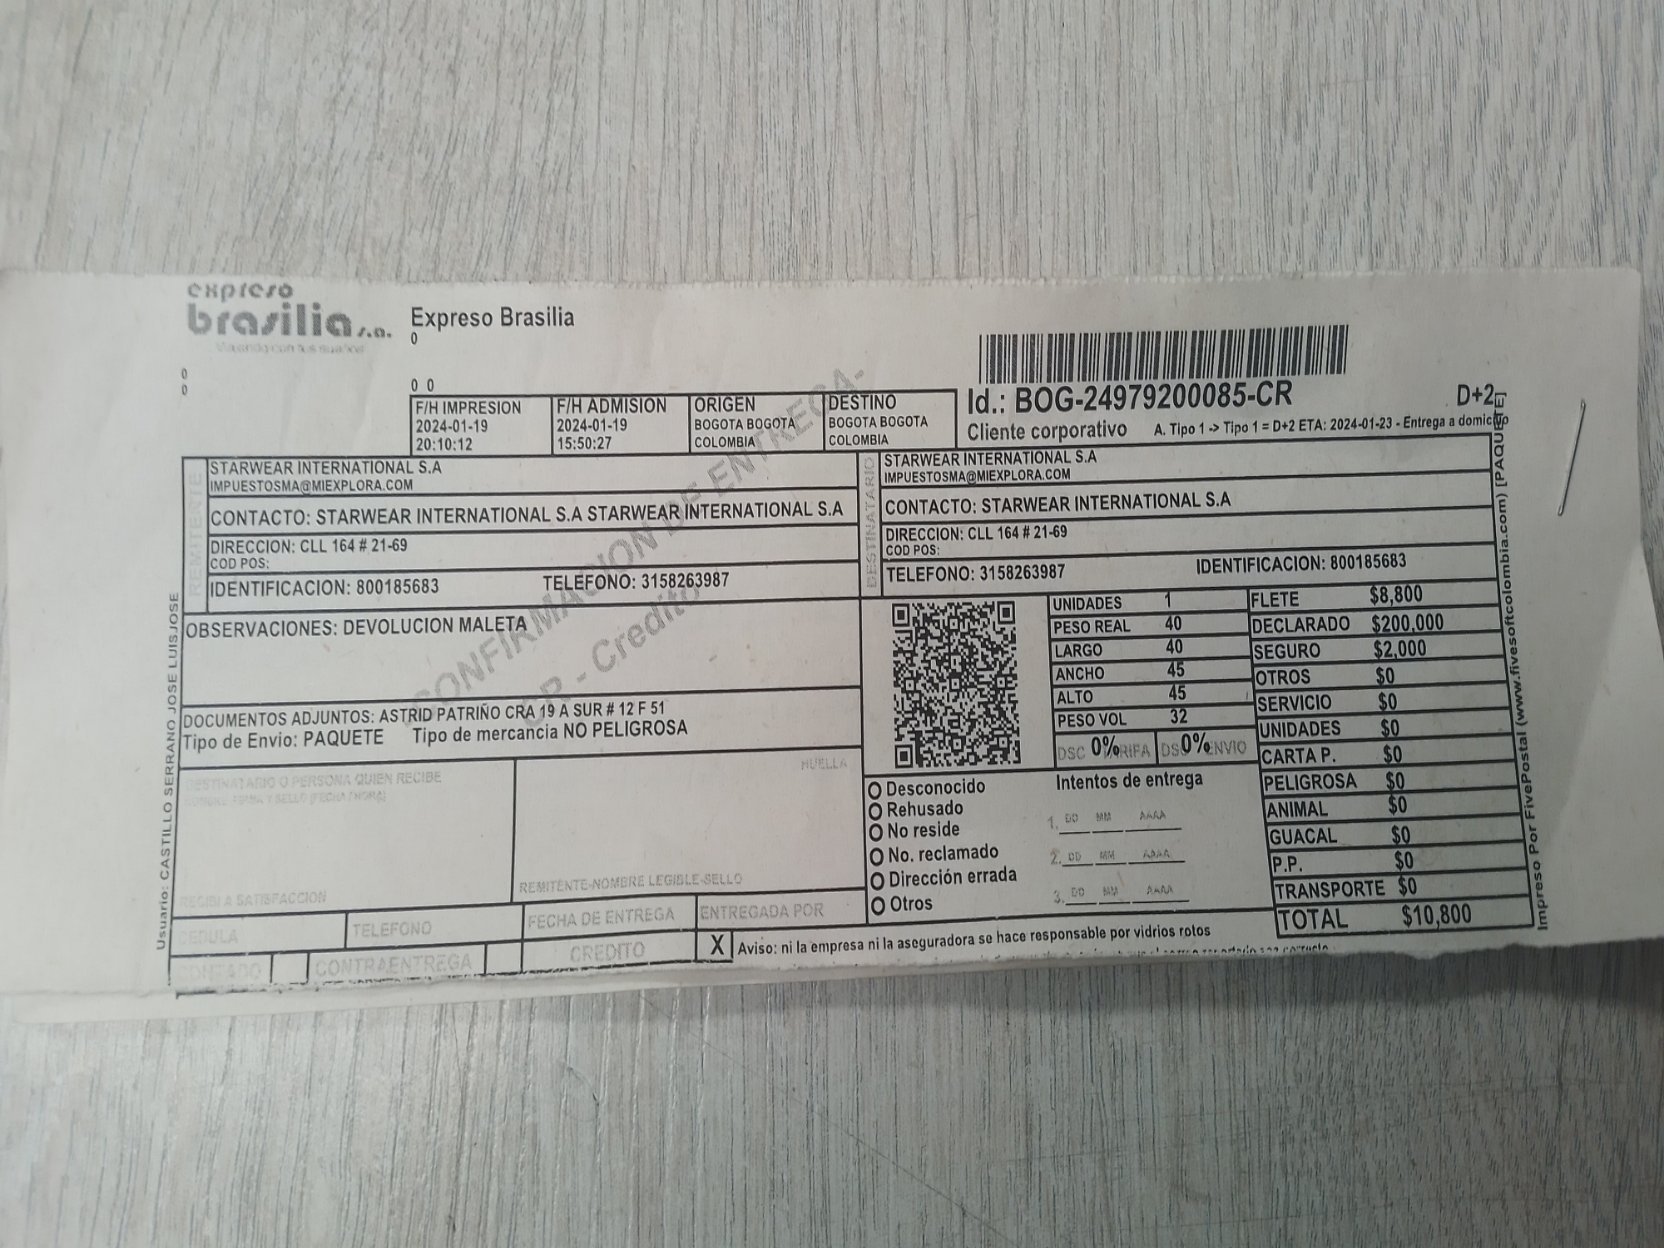 expreso
brasilia s.a.
Expreso Brasilia
0
0
0
0 0
F/H IMPRESION
2024-01-19
20:10:12
F/H ADMISION
2024-01-19
15:50:27
ORIGEN
BOGOTA BOGOTA
COLOMBIA
DESTINO
BOGOTA BOGOTA
COLOMBIA
Id.: BOG-24979200085-CR
D+2
Cliente corporativo
A. Tipo 1 -> Tipo 1 = D+2 ETA: 2024-01-23 - Entrega a domicilio
REMITENTE
STARWEAR INTERNATIONAL S.A
IMPUESTOSMA@MIEXPLORA.COM
CONTACTO: STARWEAR INTERNATIONAL S.A STARWEAR INTERNATIONAL S.A
DIRECCION: CLL 164 # 21-69
COD POS:
IDENTIFICACION: 800185683
TELEFONO: 3158263987
DESTINATARIO
STARWEAR INTERNATIONAL S.A
IMPUESTOSMA@MIEXPLORA.COM
CONTACTO: STARWEAR INTERNATIONAL S.A
DIRECCION: CLL 164 # 21-69
COD POS:
TELEFONO: 3158263987
IDENTIFICACION: 800185683
-CONFIRMACION DE ENTREGA-
CR - Credito
OBSERVACIONES: DEVOLUCION MALETA
DOCUMENTOS ADJUNTOS: ASTRID PATRIÑO CRA 19 A SUR # 12 F 51
Tipo de Envio: PAQUETE
Tipo de mercancia NO PELIGROSA
UNIDADES 1
PESO REAL 40
LARGO 40
ANCHO 45
ALTO 45
PESO VOL 32
DSC 0% TARIFA
DSC 0% ENVIO
FLETE $8,800
DECLARADO $200,000
SEGURO $2,000
OTROS $0
SERVICIO $0
UNIDADES $0
CARTA P. $0
PELIGROSA $0
ANIMAL $0
GUACAL $0
P.P. $0
TRANSPORTE $0
TOTAL $10,800
DESTINATARIO O PERSONA QUIEN RECIBE
NOMBRE FIRMA Y SELLO (FECHA / HORA)
RECIBI A SATISFACCION
HUELLA
REMITENTE-NOMBRE LEGIBLE-SELLO
Desconocido
Rehusado
No reside
No. reclamado
Dirección errada
Otros
Intentos de entrega
1. DD MM AAAA
2. DD MM AAAA
3. DD MM AAAA
CEDULA
TELEFONO
FECHA DE ENTREGA
ENTREGADA POR
CONTADO
CONTRAENTREGA
CREDITO
X
Aviso: ni la empresa ni la aseguradora se hace responsable por vidrios rotos
Usuario: CASTILLO SERRANO JOSE LUIS JOSE
Impreso Por FivePostal (www.fivesoftcolombia.com) [PAQUETE]